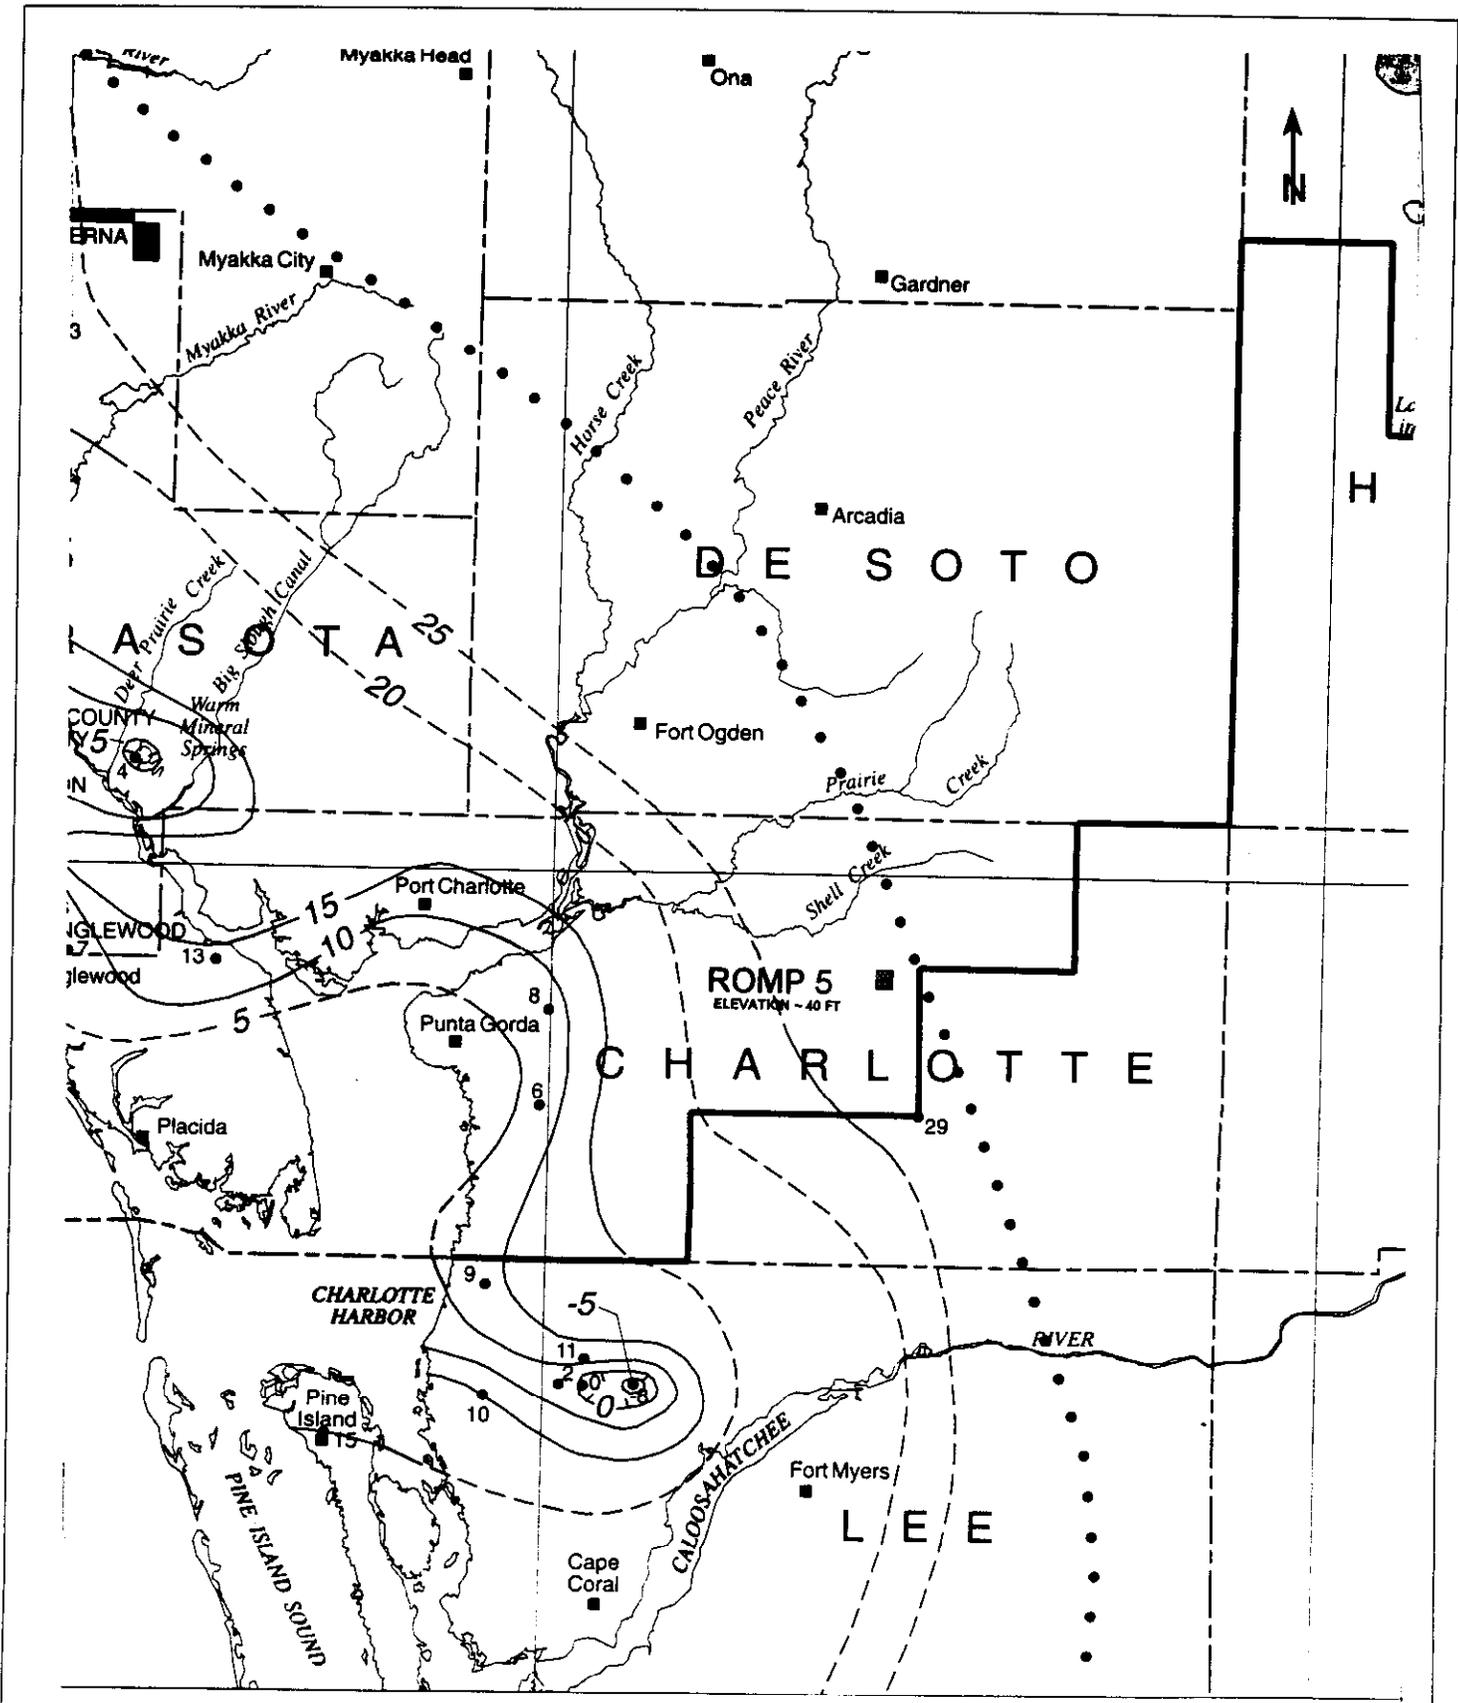 River
Myakka Head
Ona
N
ERNA
Myakka City
Gardner
3
Myakka River
Horse Creek
Peace River
H
Arcadia
DE SOTO
Deer Prairie Creek
Big Slough Canal
25
ASOTA
20
Warm
Mineral
Springs
COUNTY
5
4
Fort Ogden
Prairie
Creek
Shell Creek
Port Charlotte
15
10
NGLEWOOD
7
13
glewood
ROMP 5
ELEVATION ~ 40 FT
8
5
Punta Gorda
CHARLOTTE
6
Placida
29
9
CHARLOTTE
HARBOR
-5
RIVER
11
2
0
0
10
Pine
Island
15
CALOOSAHATCHEE
Fort Myers
PINE ISLAND SOUND
LEE
Cape
Coral